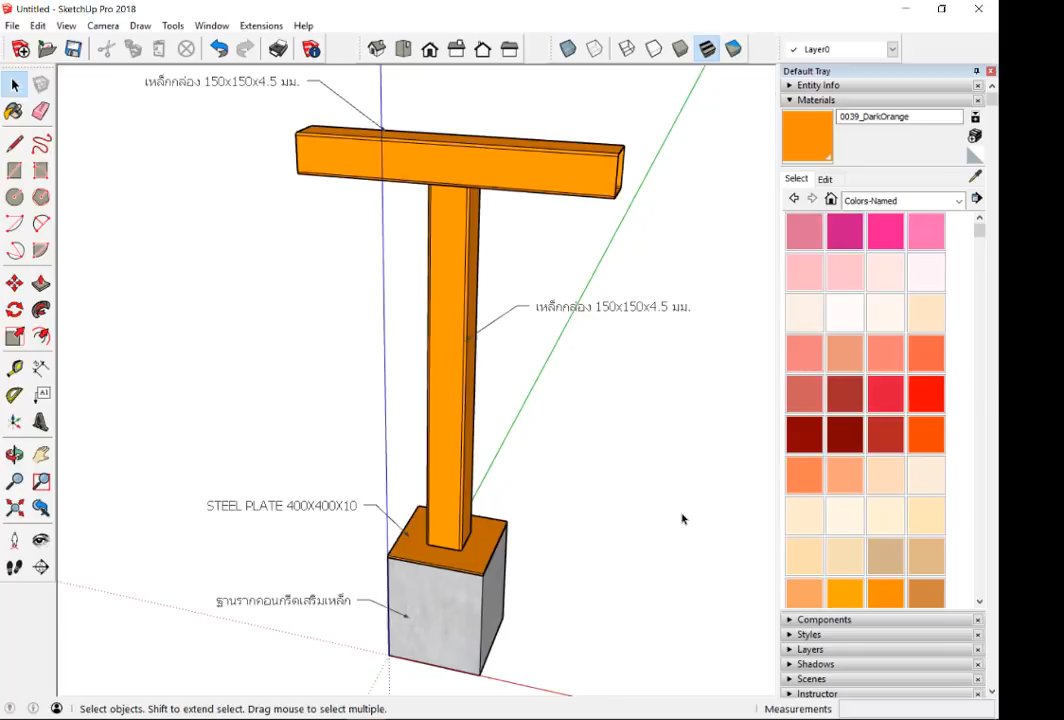 Untitled - SketchUp Pro 2018
File Edit View Camera Draw Tools Window Extensions Help
Layer0
Default Tray
Entity Info
Materials
0039_DarkOrange
Select Edit
Colors-Named
เหล็กกล่อง 150x150x4.5 มม.
เหล็กกล่อง 150x150x4.5 มม.
STEEL PLATE 400X400X10
ฐานรากคอนกรีตเสริมเหล็ก
A1
Components
Styles
Layers
Shadows
Scenes
Instructor
Select objects. Shift to extend select. Drag mouse to select multiple.
Measurements